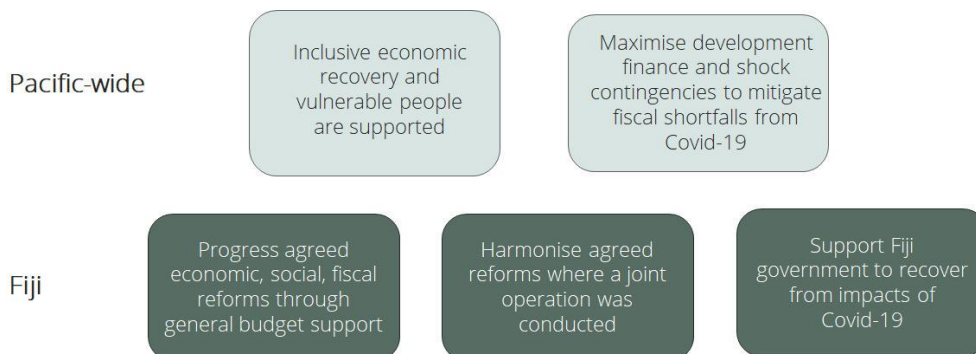 Pacific-wide
Inclusive economic
recovery and
vulnerable people
are supported
Maximise development
finance and shock
contingencies to mitigate
fiscal shortfalls from
Covid-19
Fiji
Progress agreed
economic, social, fiscal
reforms through
general budget support
Harmonise agreed
reforms where a joint
operation was
conducted
Support Fiji
government to recover
from impacts of
Covid-19